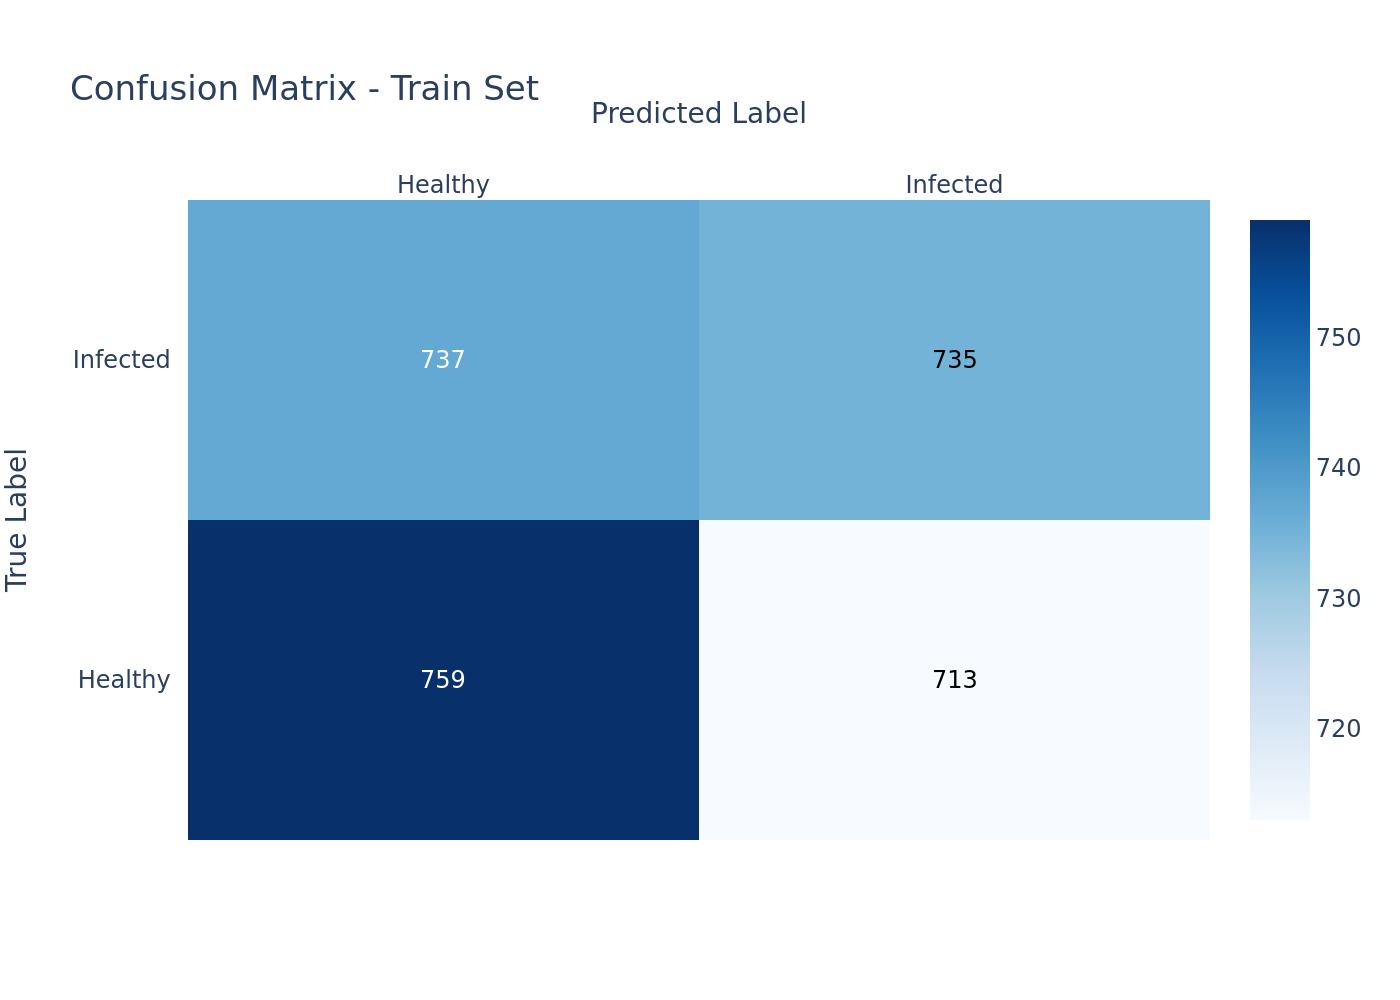 Confusion Matrix - Train Set
Predicted Label
Healthy Infected
Infected 737 735 
True Label
Healthy 759 713
750
740
730
720